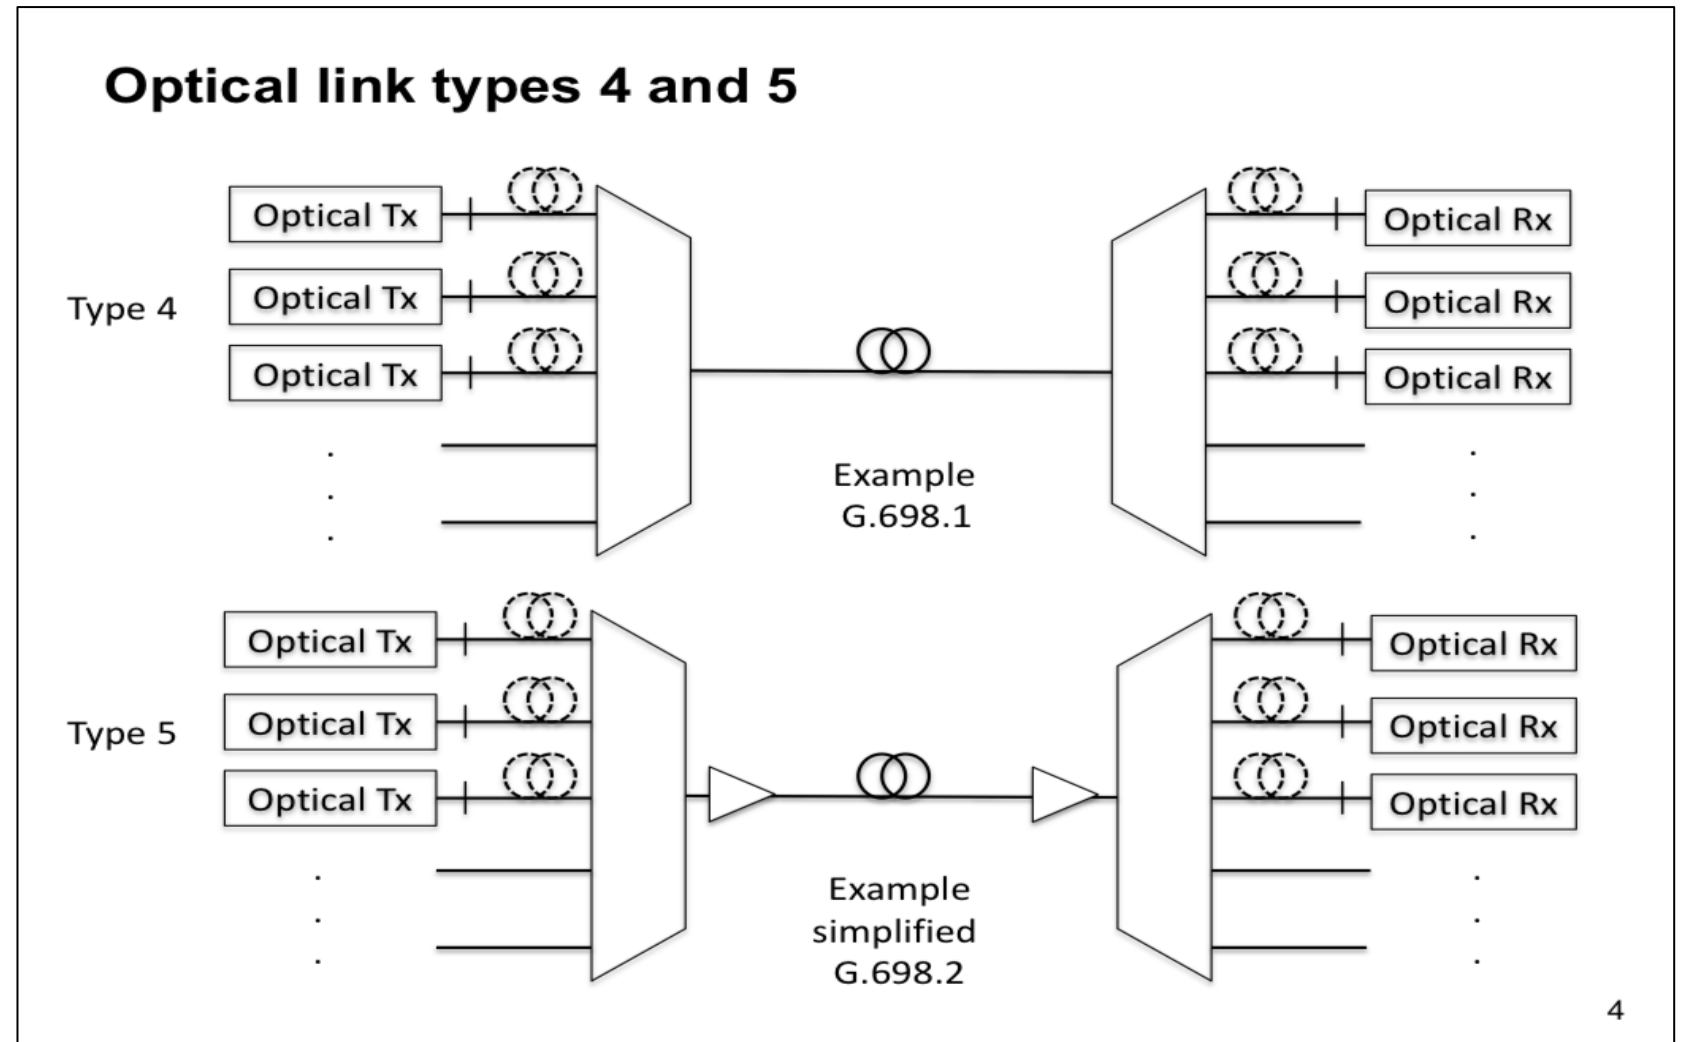 Optical link types 4 and 5
Optical Tx
Optical Rx
Optical Tx
Optical Rx
Type 4
Optical Tx
Optical Rx
.
.
.
Example
G.698.1
.
.
.
Optical Tx
Optical Rx
Optical Tx
Optical Rx
Type 5
Optical Tx
Optical Rx
.
.
.
Example
simplified
G.698.2
.
.
.
4